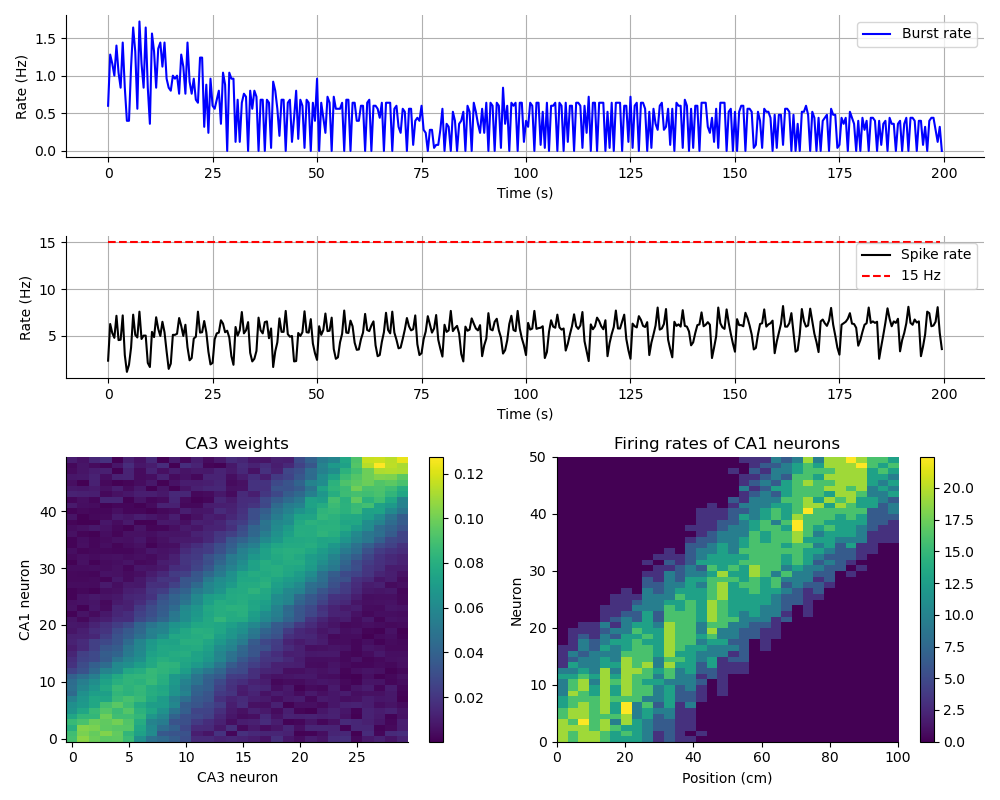 Rate (Hz)
1.5
1.0
0.5
0.0
Burst rate
0 25 50 75 100 125 150 175 200
Time (s)
Rate (Hz)
15
10
5
Spike rate
15 Hz
0 25 50 75 100 125 150 175 200
Time (s)
CA3 weights
CA1 neuron
40
30
20
10
0
0 5 10 15 20 25
CA3 neuron
0.12
0.10
0.08
0.06
0.04
0.02
Firing rates of CA1 neurons
Neuron
50
40
30
20
10
0
0 20 40 60 80 100
Position (cm)
20.0
17.5
15.0
12.5
10.0
7.5
5.0
2.5
0.0